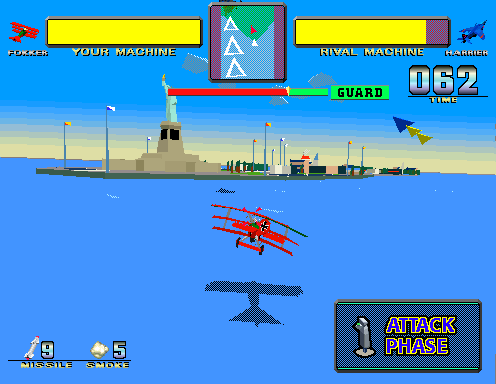 FOKKER
YOUR MACHINE
RIVAL MACHINE
HARRIER
GUARD
062
TIME
9
MISSILE
5
SMOKE
ATTACK
PHASE